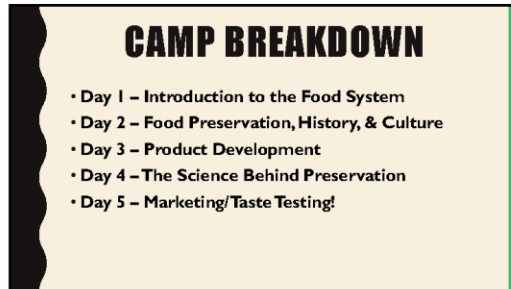 CAMP BREAKDOWN
• Day 1 – Introduction to the Food System
• Day 2 – Food Preservation, History, & Culture
• Day 3 – Product Development
• Day 4 – The Science Behind Preservation
• Day 5 – Marketing/Taste Testing!